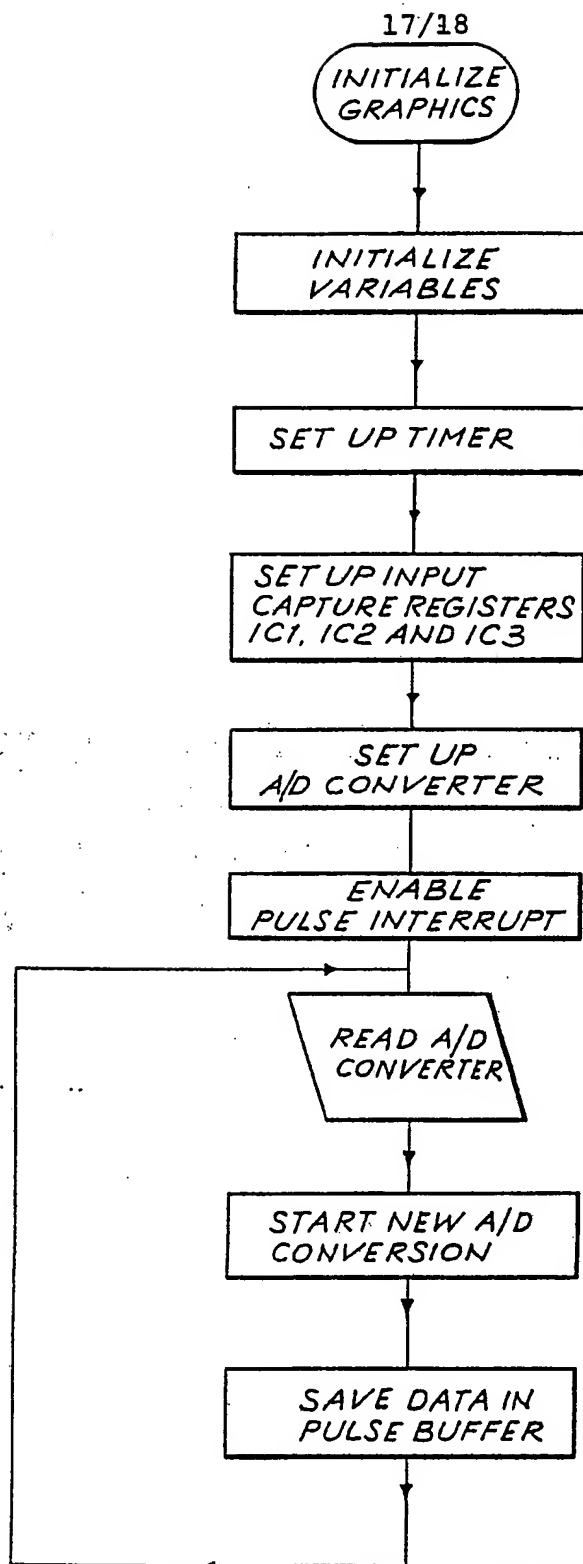 17/18
INITIALIZE
GRAPHICS
INITIALIZE
VARIABLES
SET UP TIMER
SET UP INPUT
CAPTURE REGISTERS
IC1, IC2 AND IC3
SET UP
A/D CONVERTER
ENABLE
PULSE INTERRUPT
READ A/D
CONVERTER
START NEW A/D
CONVERSION
SAVE DATA IN
PULSE BUFFER